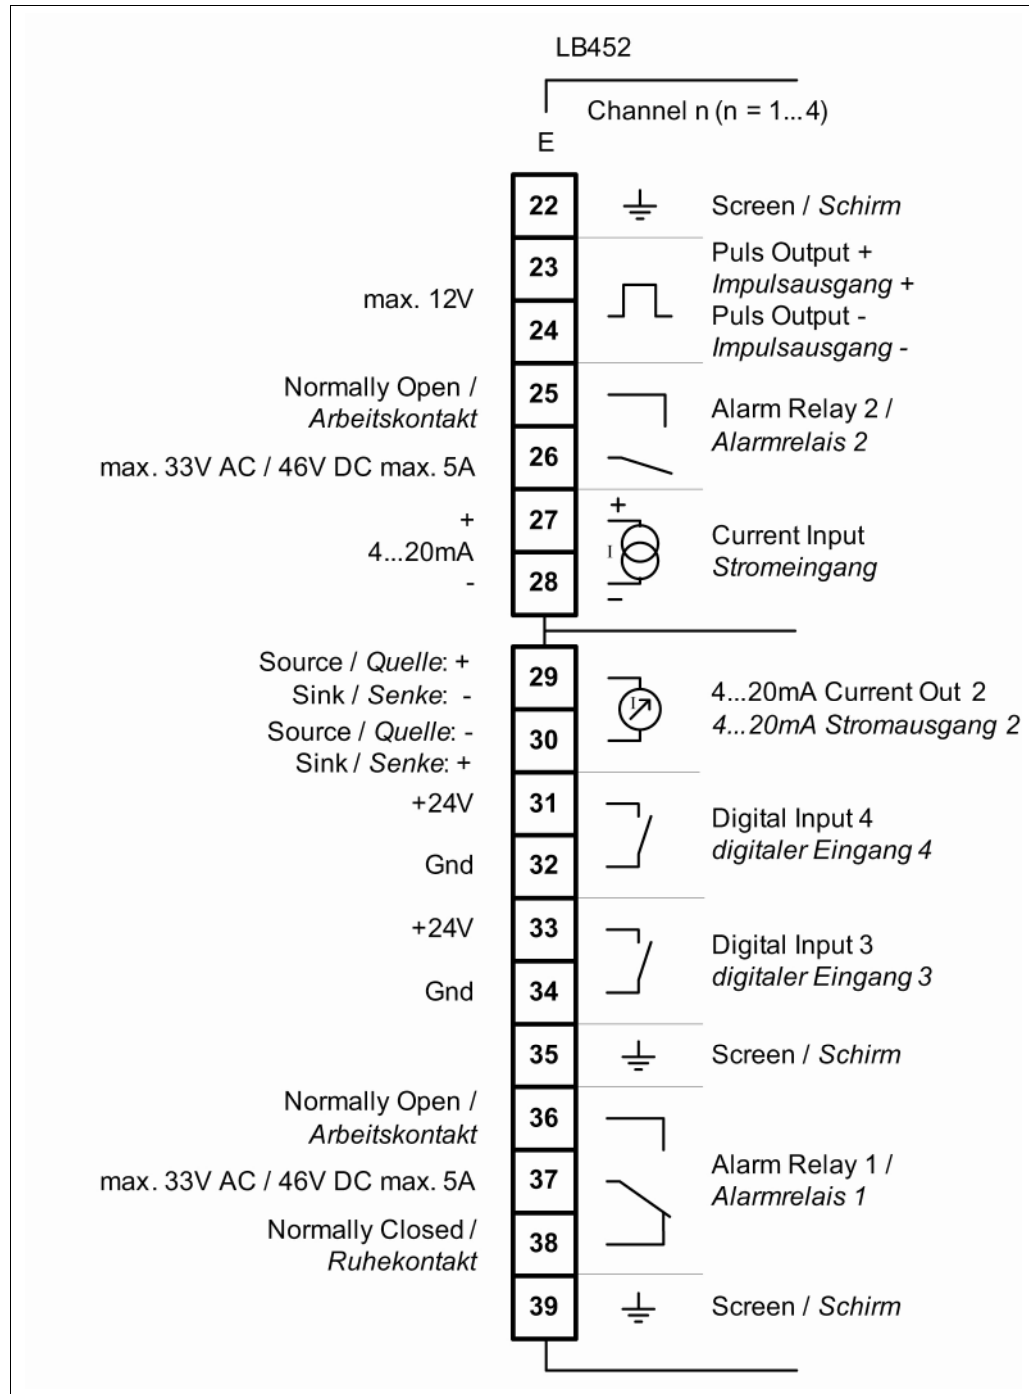 LB452
Channel n (n = 1...4)
E
22
Screen / Schirm
max. 12V
23
24
Puls Output +
Impulsausgang +
Puls Output -
Impulsausgang -
Normally Open /
Arbeitskontakt
max. 33V AC / 46V DC max. 5A
25
26
Alarm Relay 2 /
Alarmrelais 2
+
4...20mA
-
27
28
+
I
−
Current Input
Stromeingang
Source / Quelle: +
Sink / Senke: -
Source / Quelle: -
Sink / Senke: +
29
30
I
4...20mA Current Out 2
4...20mA Stromausgang 2
+24V
Gnd
31
32
Digital Input 4
digitaler Eingang 4
+24V
Gnd
33
34
Digital Input 3
digitaler Eingang 3
35
Screen / Schirm
Normally Open /
Arbeitskontakt
max. 33V AC / 46V DC max. 5A
Normally Closed /
Ruhekontakt
36
37
38
Alarm Relay 1 /
Alarmrelais 1
39
Screen / Schirm